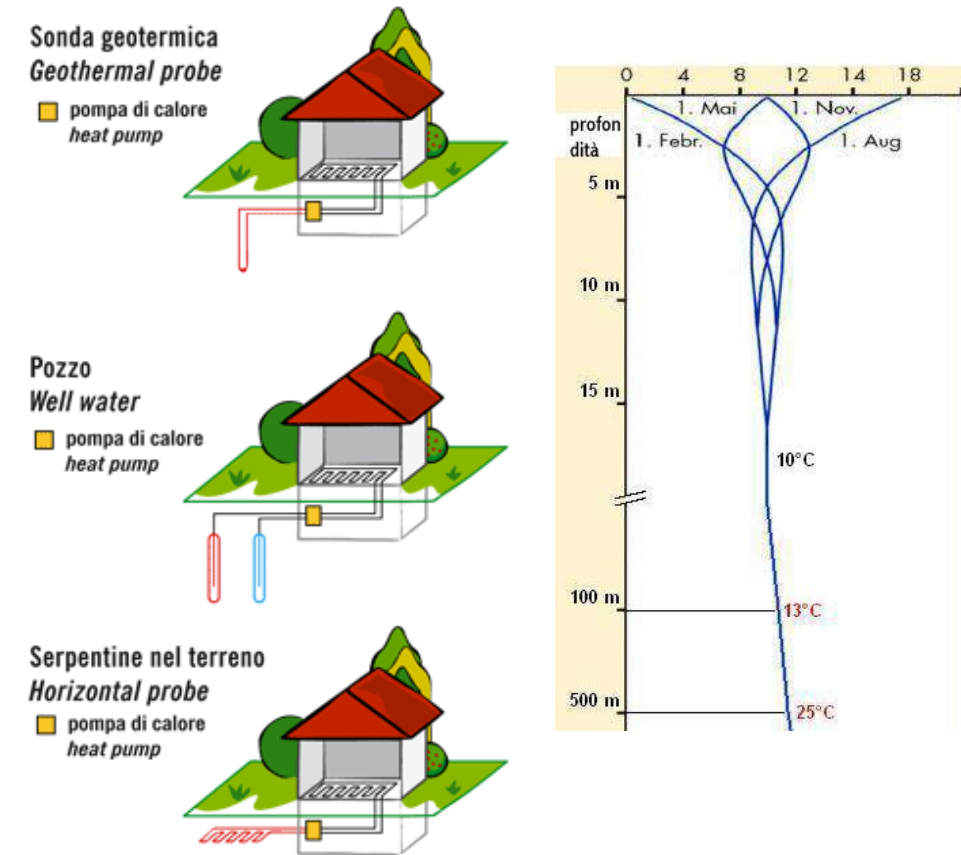 Sonda geotermica
Geothermal probe
pompa di calore
heat pump
Pozzo
Well water
pompa di calore
heat pump
Serpentine nel terreno
Horizontal probe
pompa di calore
heat pump
0 4 8 12 14 18
profon
dità
1. Mai 1. Nov.
1. Febr. 1. Aug
5 m
10 m
15 m
10°C
100 m 13°C
500 m 25°C